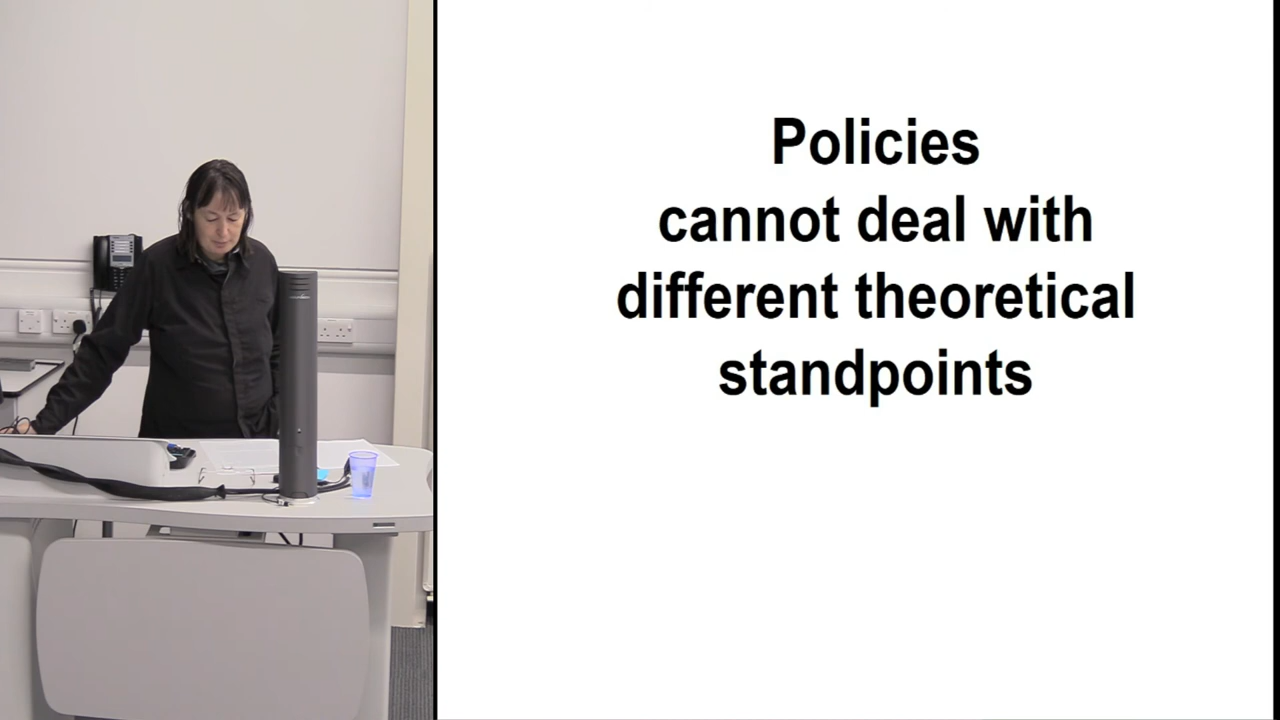 Policies
cannot deal with
different theoretical
standpoints